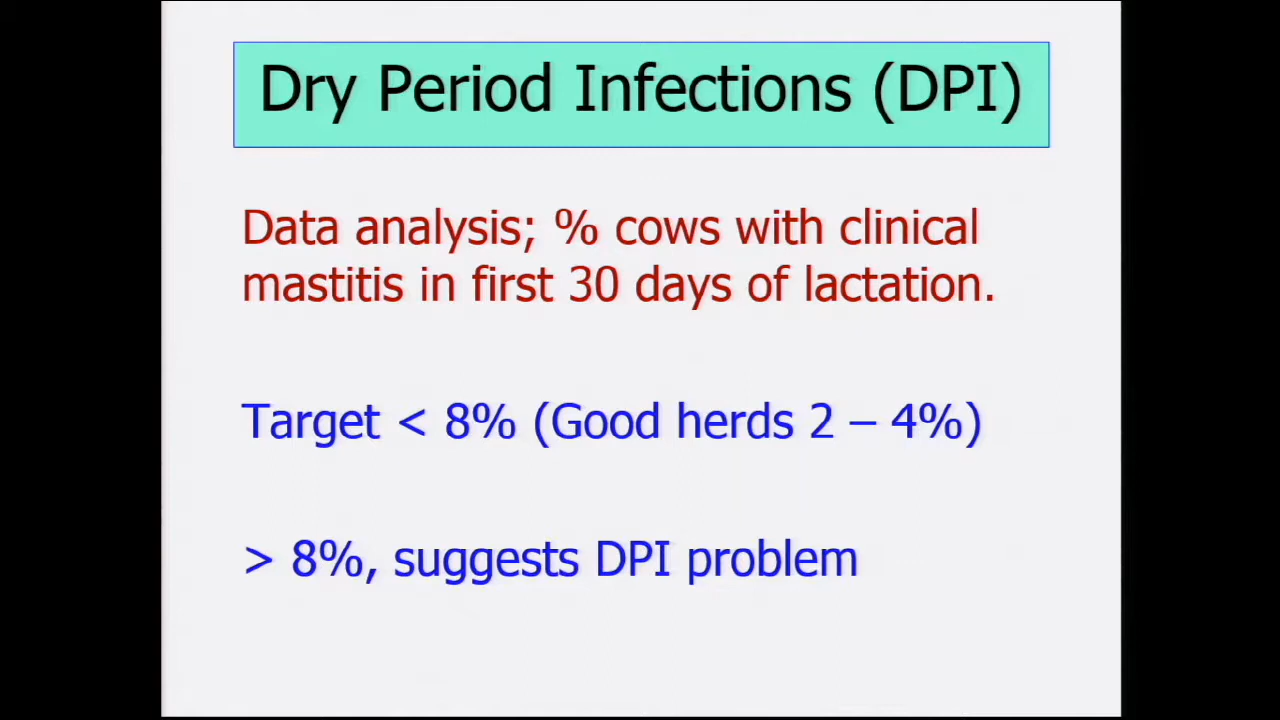 Dry Period Infections (DPI)
Data analysis; % cows with clinical
mastitis in first 30 days of lactation.
Target < 8% (Good herds 2 – 4%)
> 8%, suggests DPI problem